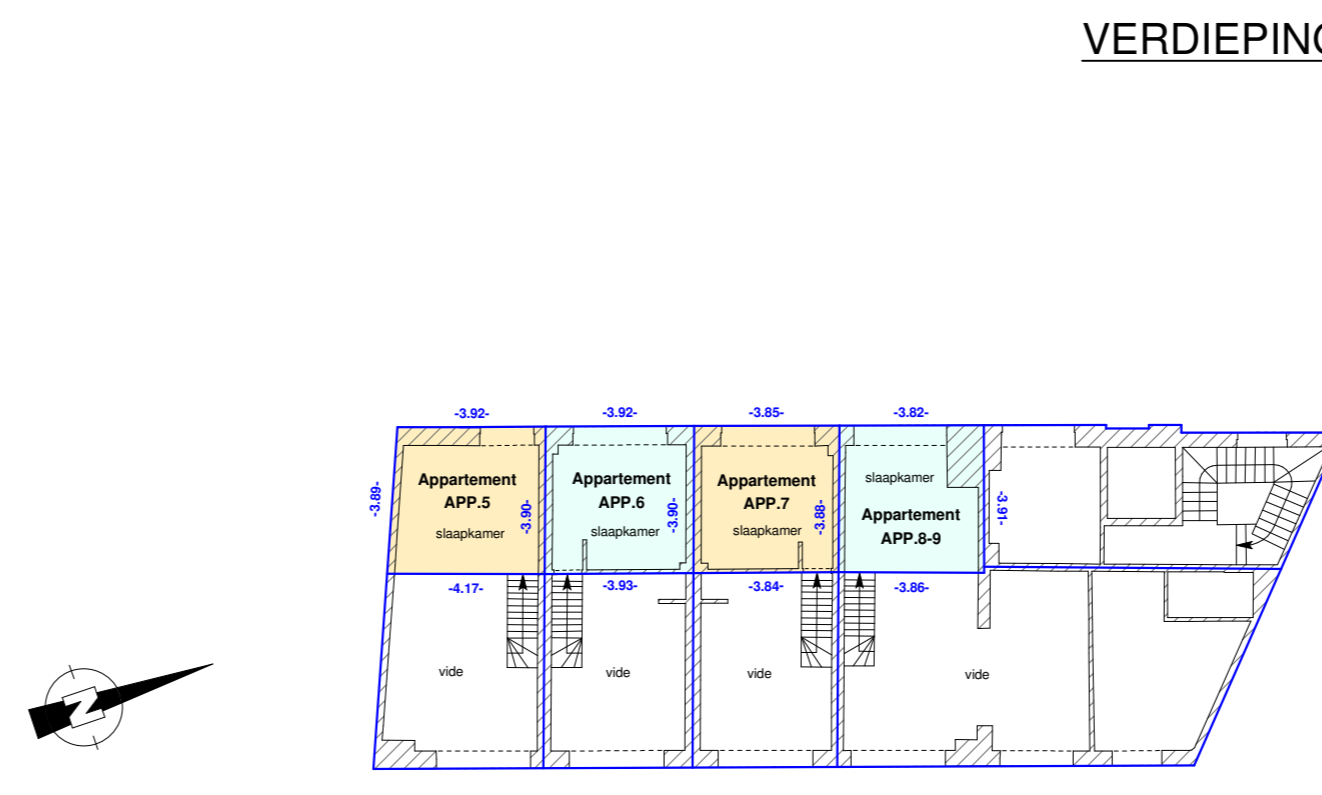 VERDIEPING
-3.92-
-3.92-
-3.85-
-3.82-
-3.89-
Appartement
APP.5
slaapkamer
-3.90-
Appartement
APP.6
slaapkamer
-3.90-
Appartement
APP.7
slaapkamer
-3.88-
slaapkamer
Appartement
APP.8-9
-3.91-
-4.17-
-3.93-
-3.84-
-3.86-
vide
vide
vide
vide
N